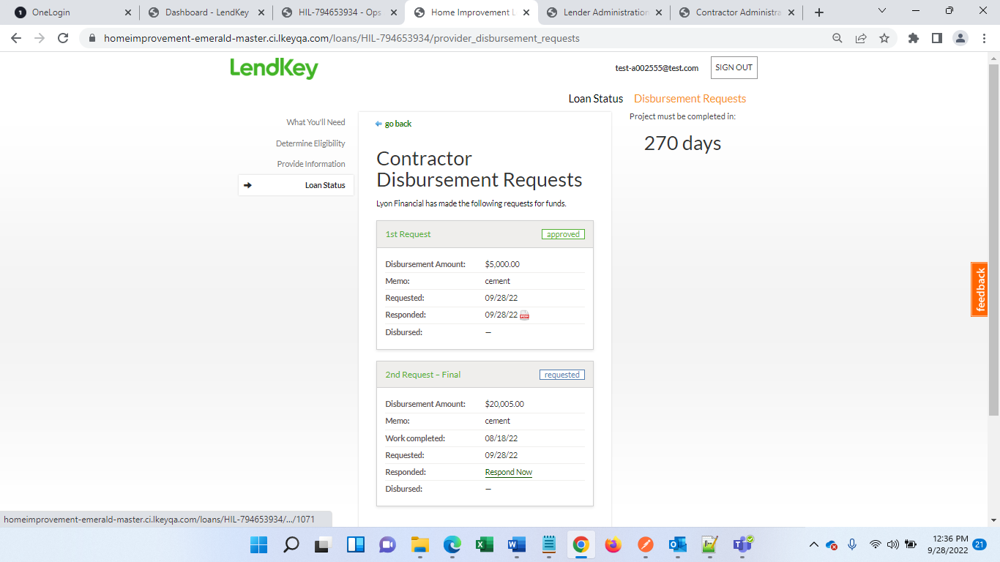 OneLogin
Dashboard - LendKey
HIL-794653934 - Ops
Home Improvement L
Lender Administration
Contractor Administra
homeimprovement-emerald-master.ci.lkeyqa.com/loans/HIL-794653934/provider_disbursement_requests
LendKey
test-a002555@test.com
SIGN OUT
Loan Status
Disbursement Requests
What You'll Need
Determine Eligibility
Provide Information
Loan Status
go back
Contractor
Disbursement Requests
Lyon Financial has made the following requests for funds.
1st Request
approved
Disbursement Amount: $5,000.00
Memo: cement
Requested: 09/28/22
Responded: 09/28/22
Disbursed: —
2nd Request – Final
requested
Disbursement Amount: $20,005.00
Memo: cement
Work completed: 08/18/22
Requested: 09/28/22
Responded: Respond Now
Disbursed: —
Project must be completed in:
270 days
feedback
homeimprovement-emerald-master.ci.lkeyqa.com/loans/HIL-794653934/.../1071
12:36 PM
9/28/2022
21